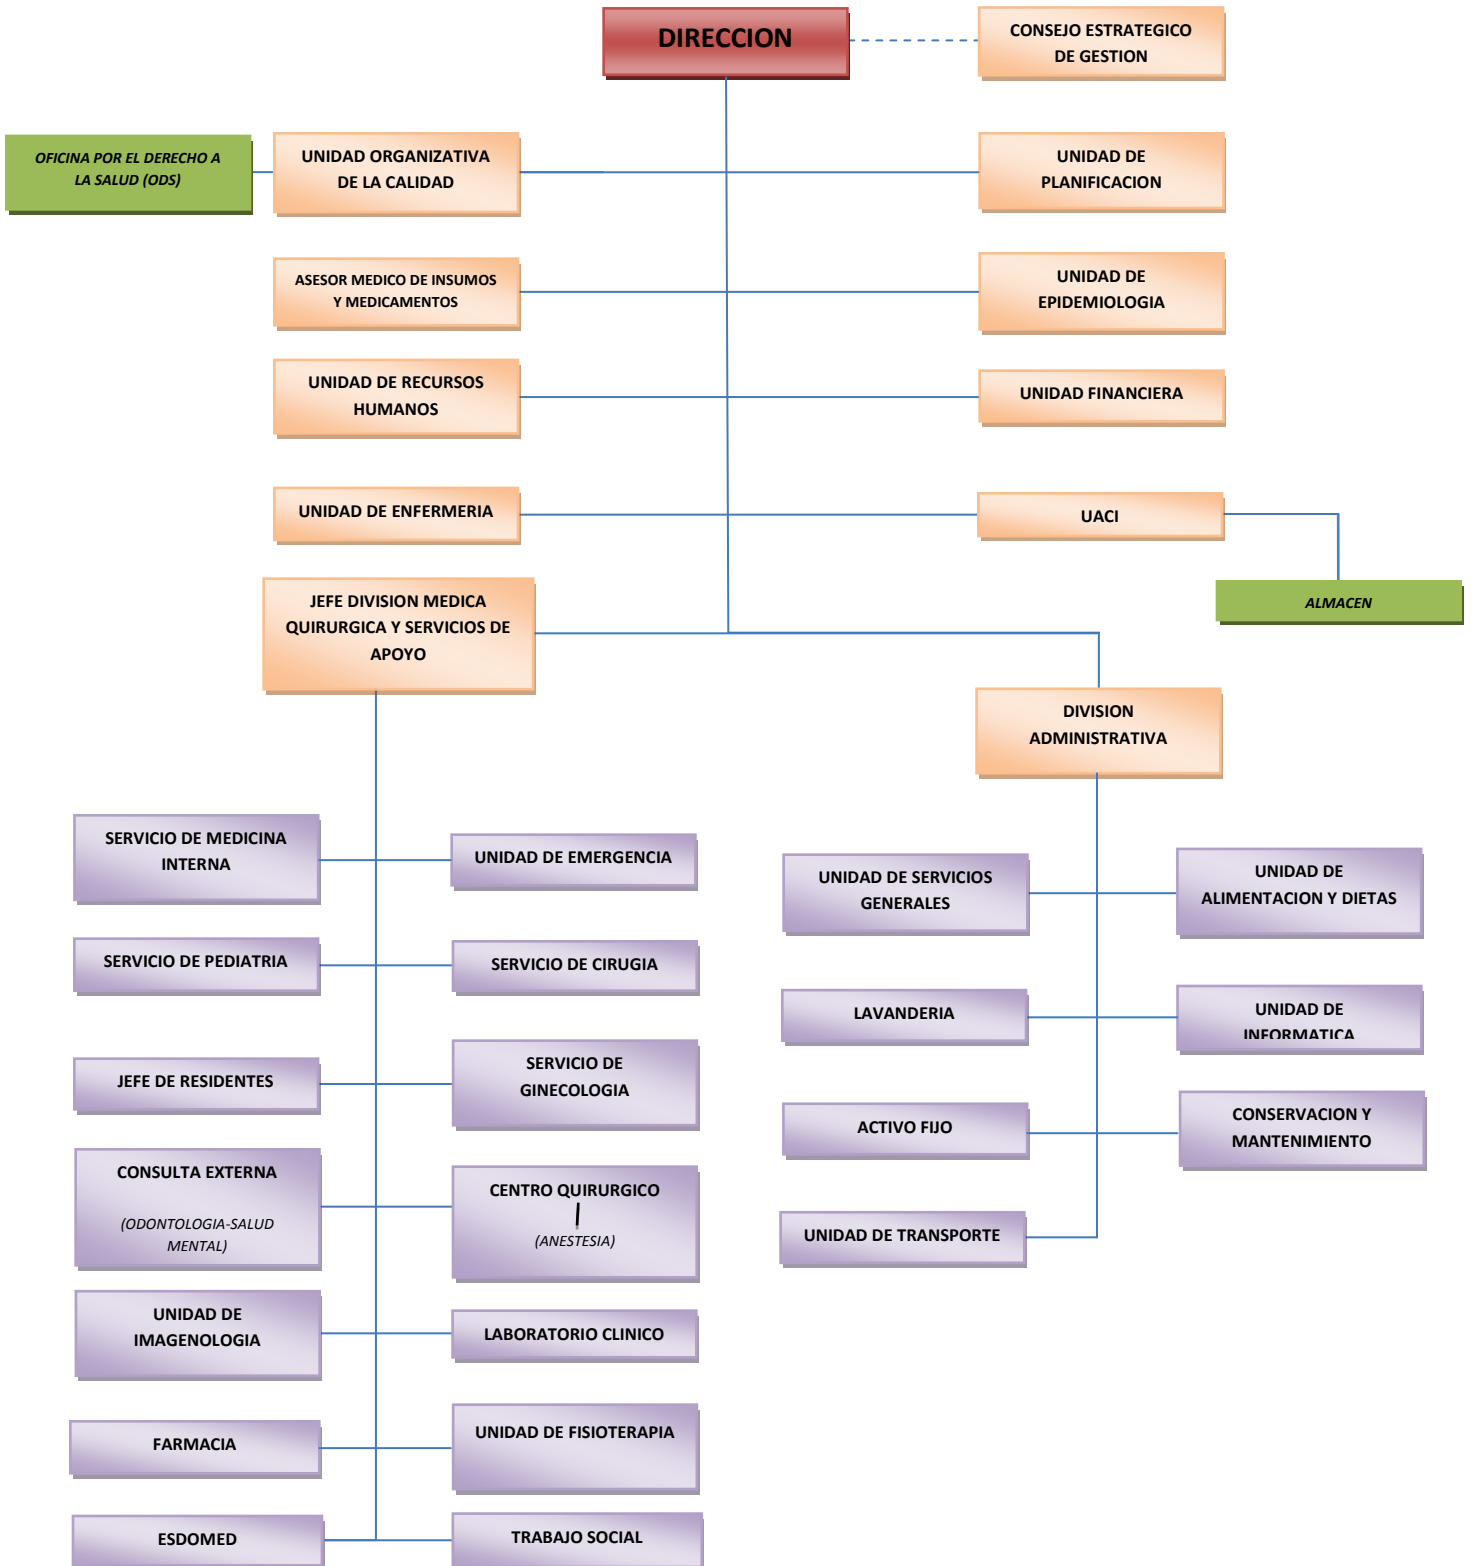 DIRECCION
CONSEJO ESTRATEGICO
DE GESTION
OFICINA POR EL DERECHO A
LA SALUD (ODS)
UNIDAD ORGANIZATIVA
DE LA CALIDAD
UNIDAD DE
PLANIFICACION
ASESOR MEDICO DE INSUMOS
Y MEDICAMENTOS
UNIDAD DE
EPIDEMIOLOGIA
UNIDAD DE RECURSOS
HUMANOS
UNIDAD FINANCIERA
UNIDAD DE ENFERMERIA
UACI
ALMACEN
JEFE DIVISION MEDICA
QUIRURGICA Y SERVICIOS DE
APOYO
DIVISION
ADMINISTRATIVA
SERVICIO DE MEDICINA
INTERNA
UNIDAD DE EMERGENCIA
UNIDAD DE SERVICIOS
GENERALES
UNIDAD DE
ALIMENTACION Y DIETAS
SERVICIO DE PEDIATRIA
SERVICIO DE CIRUGIA
LAVANDERIA
UNIDAD DE
INFORMATICA
JEFE DE RESIDENTES
SERVICIO DE
GINECOLOGIA
ACTIVO FIJO
CONSERVACION Y
MANTENIMIENTO
CONSULTA EXTERNA
(ODONTOLOGIA-SALUD
MENTAL)
CENTRO QUIRURGICO
(ANESTESIA)
UNIDAD DE TRANSPORTE
UNIDAD DE
IMAGENOLOGIA
LABORATORIO CLINICO
FARMACIA
UNIDAD DE FISIOTERAPIA
ESDOMED
TRABAJO SOCIAL